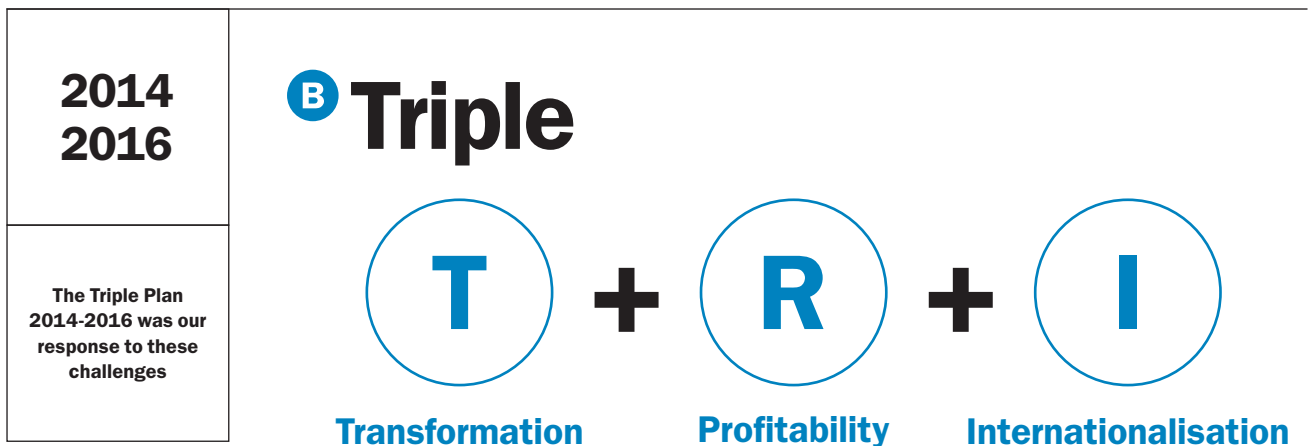 2014
2016
B Triple
T + R + I
The Triple Plan
2014-2016 was our
response to these
challenges
Transformation Profitability Internationalisation